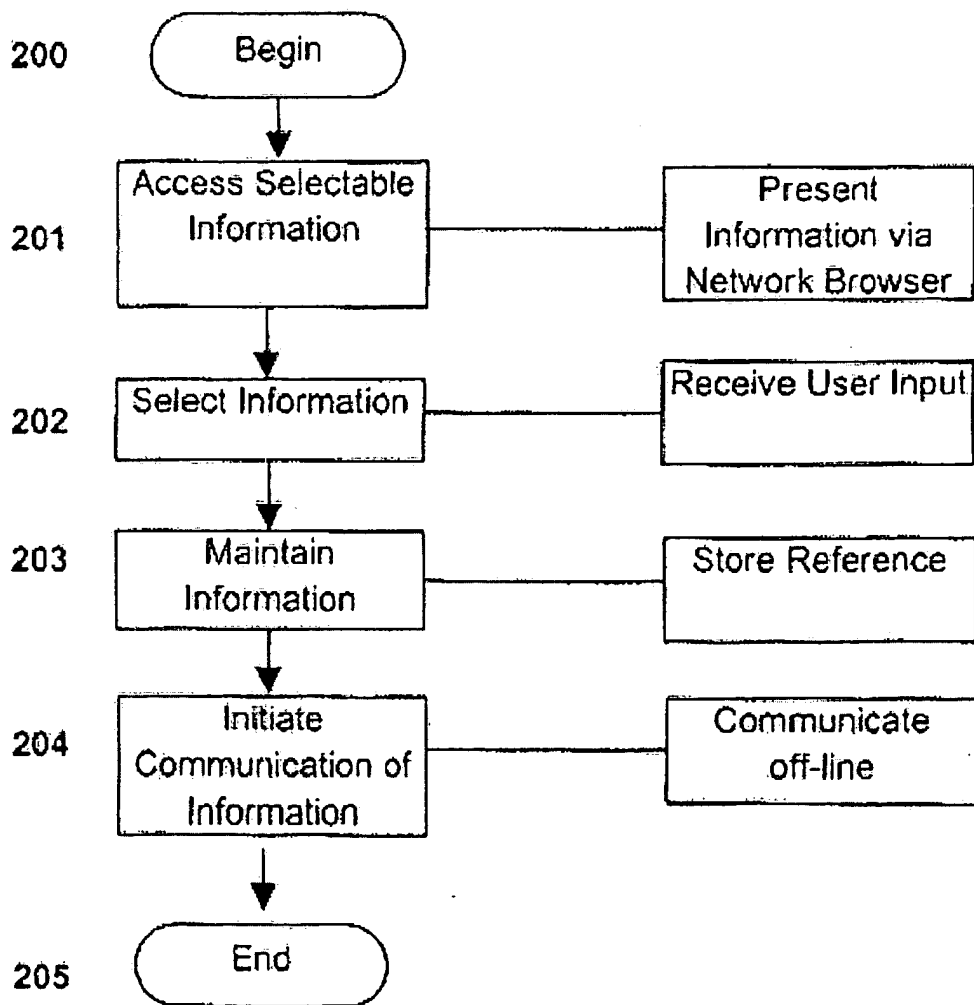 200
Begin
Access Selectable
Information
201
Present
Information via
Network Browser
202
Select Information
Receive User Input
203
Maintain
Information
Store Reference
204
Initiate
Communication of
Information
Communicate
off-line
205
End